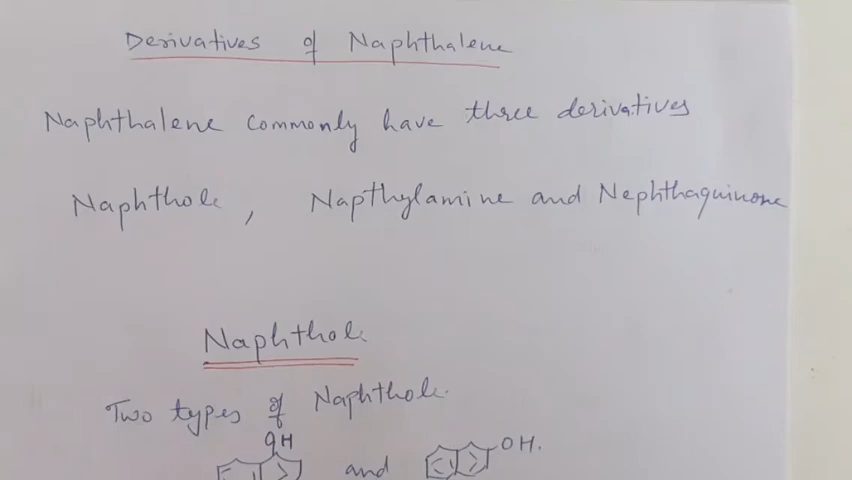 Derivatives of Naphthalene
Naphthalene commonly have three derivatives
Naphthole, Napthylamine and Nephthaquinone
Naphthole
Two types of Naphthole.
OH
and
OH.